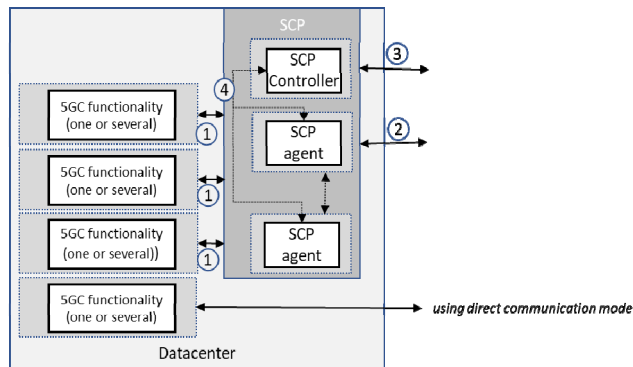 SCP
SCP
Controller
3
4
5GC functionality
(one or several)
1
SCP
agent
2
5GC functionality
(one or several)
1
5GC functionality
(one or several))
1
SCP
agent
5GC functionality
(one or several)
using direct communication mode
Datacenter